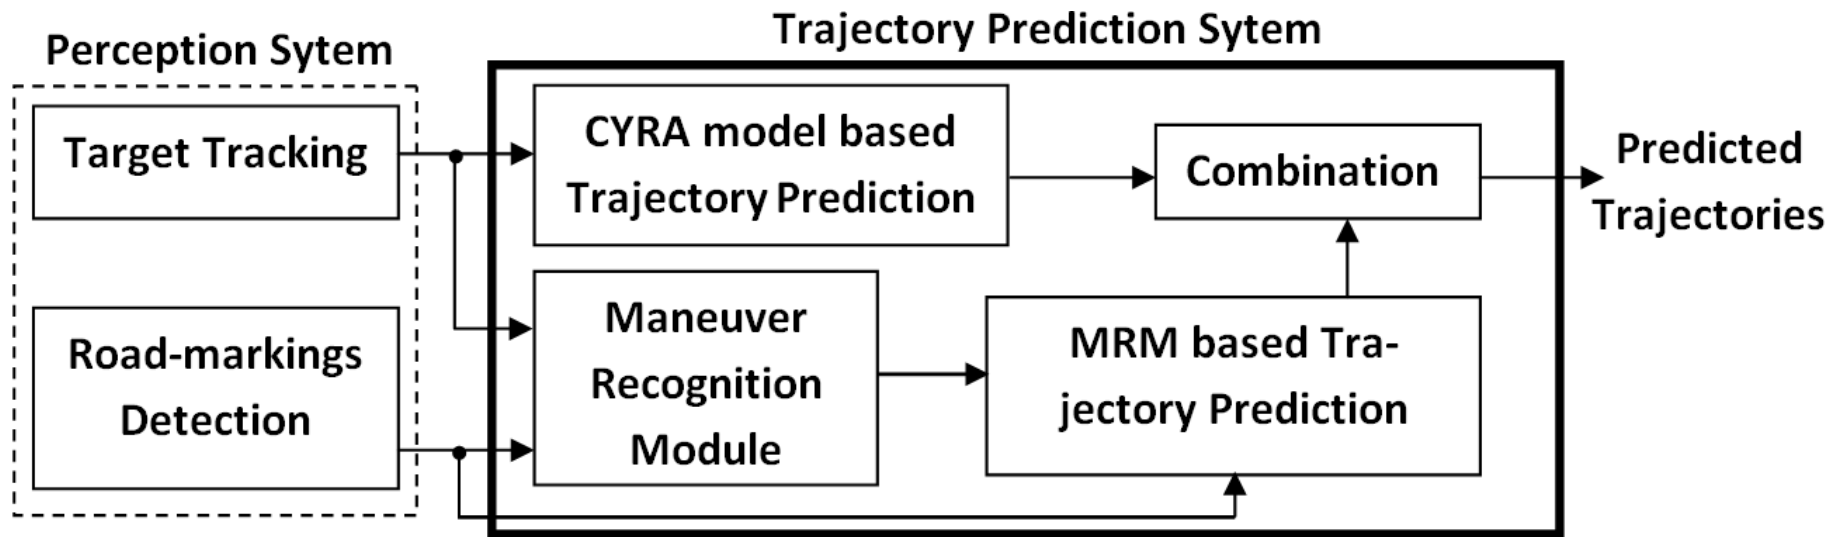 Perception Sytem
Trajectory Prediction Sytem
Target Tracking
Road-markings
Detection
CYRA model based
Trajectory Prediction
Maneuver
Recognition
Module
Combination
MRM based Tra-
jectory Prediction
Predicted
Trajectories